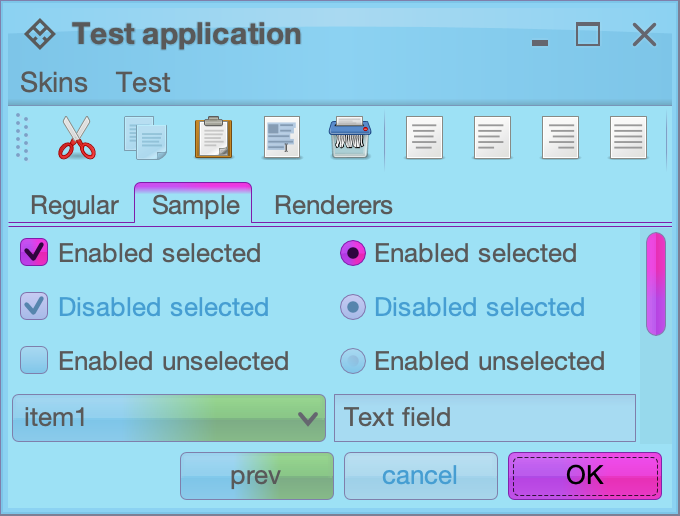 Test application
Skins Test
Regular Sample Renderers
Enabled selected Enabled selected
Disabled selected Disabled selected
Enabled unselected Enabled unselected
item1 Text field
prev cancel OK